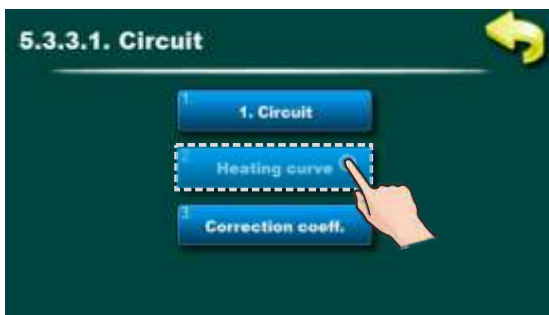 5.3.3.1. Circuit
1.
1. Circuit
2
Heating curve
3
Correction coeff.